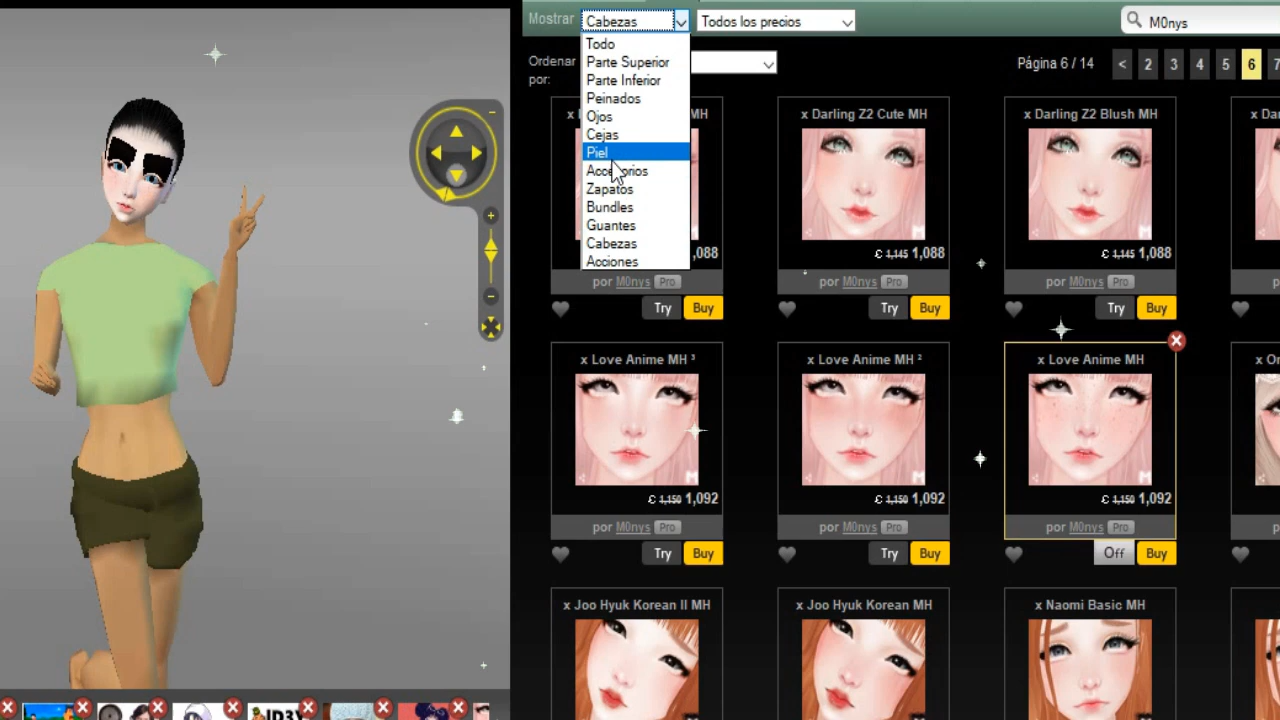 Mostrar Cabezas Todos los precios M0nys
Todo
Parte Superior
Parte Inferior
Peinados
Ojos
Cejas
Piel
Zapatos
Bundles
Guantes
Cabezas
Acciones
Ordenar por:
Página 6 / 14 < 2 3 4 5 6 7
MH
,088
por M0nys Pro
Try Buy
x Darling Z2 Cute MH
1,145 1,088
por M0nys Pro
Try Buy
x Darling Z2 Blush MH
1,145 1,088
por M0nys Pro
Try Buy
x Love Anime MH ³
1,150 1,092
por M0nys Pro
Try Buy
x Love Anime MH ²
1,150 1,092
por M0nys Pro
Try Buy
x Love Anime MH
1,150 1,092
por M0nys Pro
Off Buy
x Joo Hyuk Korean II MH
x Joo Hyuk Korean MH
x Naomi Basic MH